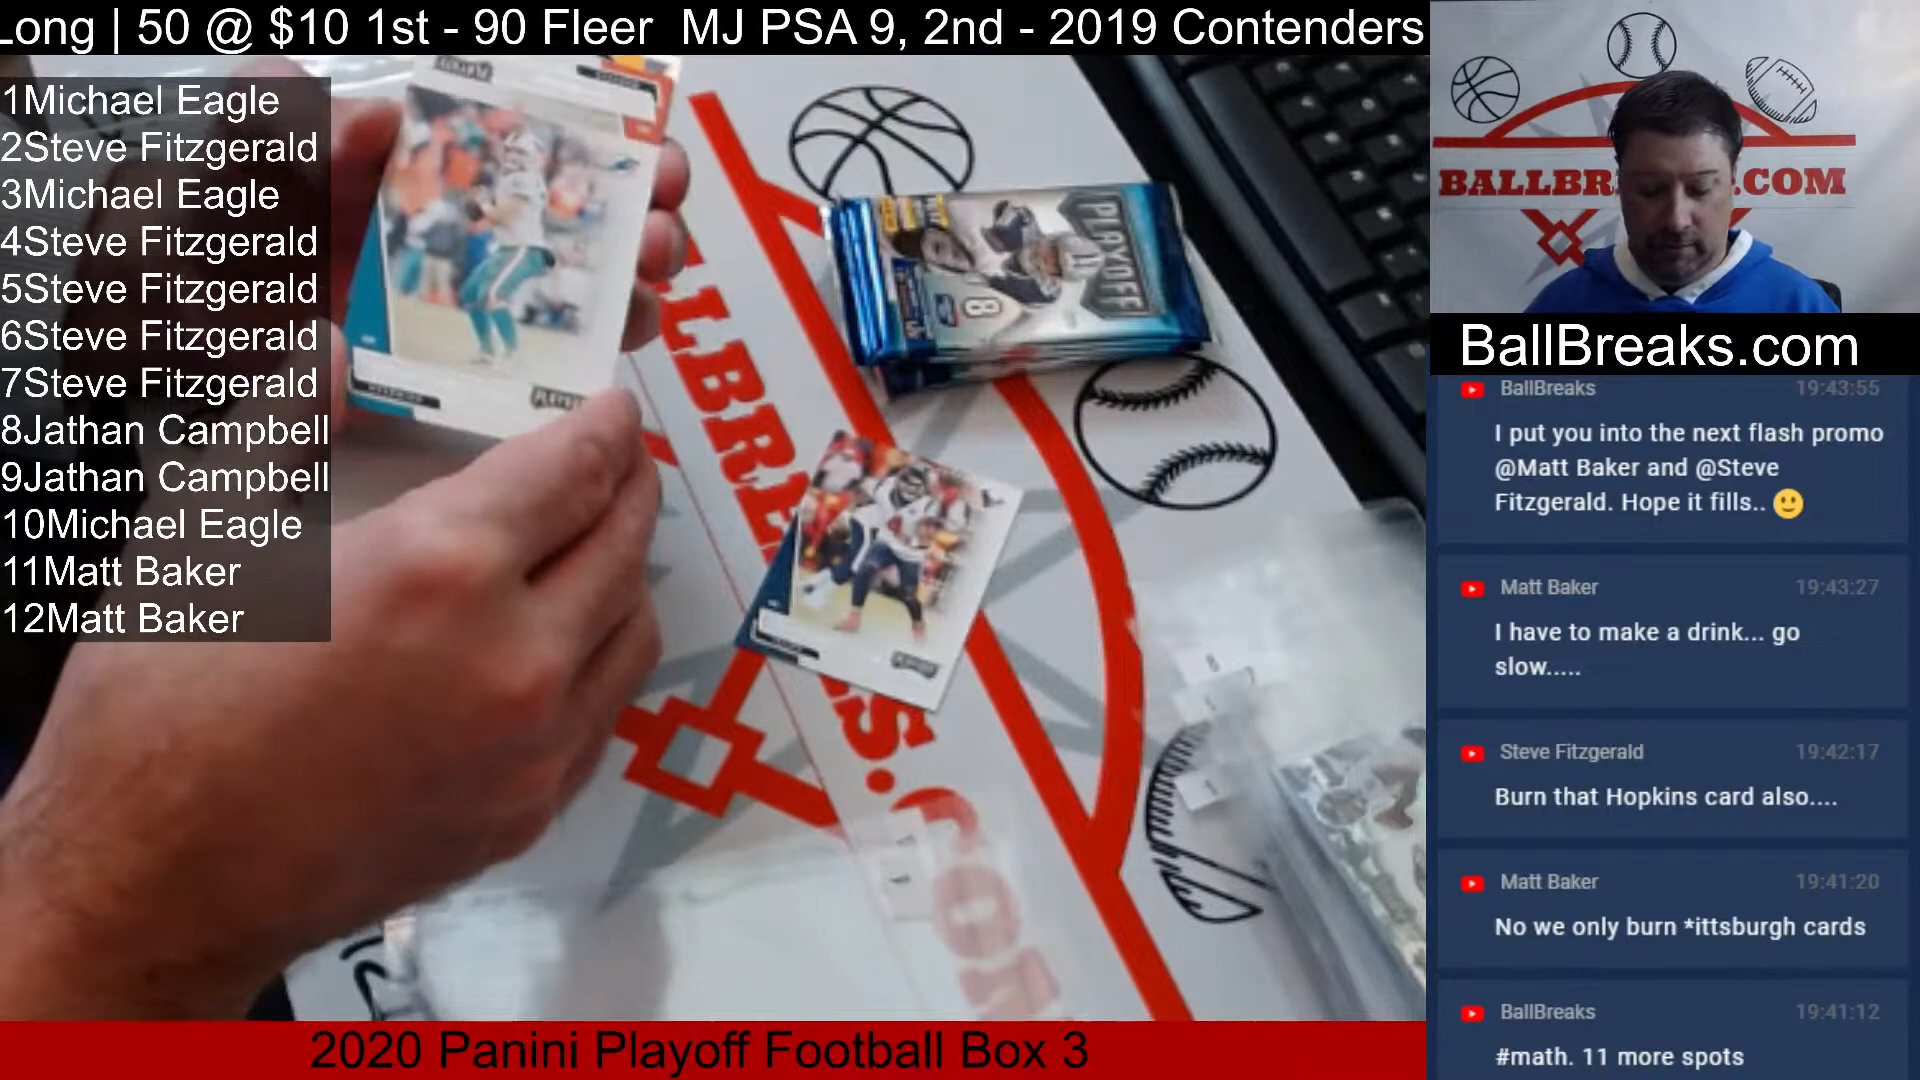 Long | 50 @ $10 1st - 90 Fleer MJ PSA 9, 2nd - 2019 Contenders
1Michael Eagle
2Steve Fitzgerald
3Michael Eagle
4Steve Fitzgerald
5Steve Fitzgerald
6Steve Fitzgerald
7Steve Fitzgerald
8Jathan Campbell
9Jathan Campbell
10Michael Eagle
11Matt Baker
12Matt Baker
PLAYOFF
8
PLAYOFF
BALLBR .COM
BallBreaks.com
BallBreaks 19:43:55
I put you into the next flash promo
@Matt Baker and @Steve
Fitzgerald. Hope it fills.. 🙂
Matt Baker 19:43:27
I have to make a drink... go
slow.....
Steve Fitzgerald 19:42:17
Burn that Hopkins card also....
Matt Baker 19:41:20
No we only burn *ittsburgh cards
BallBreaks 19:41:12
#math. 11 more spots
2020 Panini Playoff Football Box 3